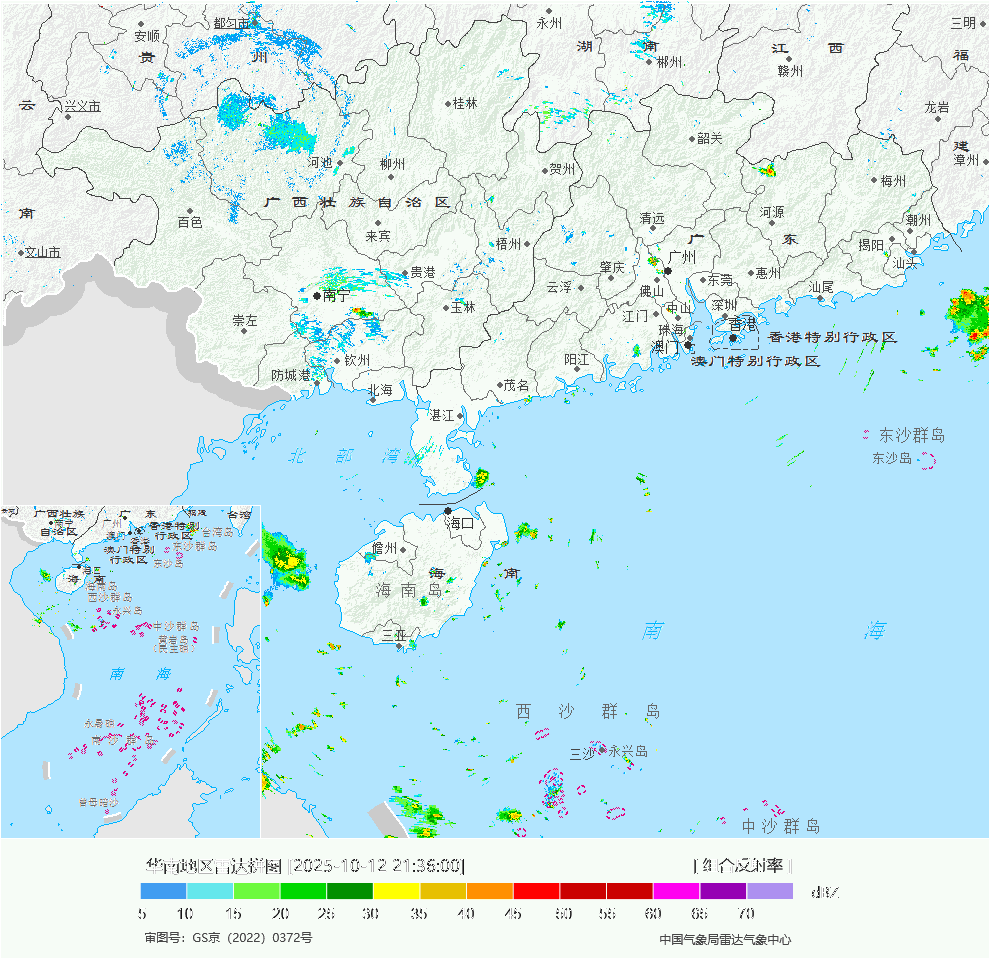 都匀市
永州
三明
安顺
贵 州
湖 南
江 西
福
郴州
赣州
云
兴义市
桂林
龙岩
韶关
建
河池
柳州
贺州
漳州
梅州
广西壮族自治区
南
百色
清远
河源
潮州
来宾
广 东
文山市
梧州
揭阳
汕头
贵港
肇庆
广州
惠州
南宁
云浮
佛山
东莞
汕尾
玉林
江门
中山
深圳
崇左
珠海
香港
香港特别行政区
钦州
阳江
澳门
澳门特别行政区
防城港
北海
茂名
湛江
北 部 湾
东沙群岛
东沙岛
广西壮族
自治区
广 东
台湾
广州
香港特别
行政区
台湾岛
澳门特别
行政区
东沙群岛
东沙岛
海口
海 南
海南岛
西沙群岛
永兴岛
中沙群岛
黄岩岛
南 海
永暑礁
南沙群岛
曾母暗沙
海口
儋州
海 南
海南岛
三亚
南 海
西沙群岛
三沙
永兴岛
中沙群岛
华南地区雷达拼图 [2025-10-12 21:36:00]
[组合反射率]
dBZ
5 10 15 20 25 30 35 40 45 50 55 60 65 70
审图号：GS京（2022）0372号
中国气象局雷达气象中心